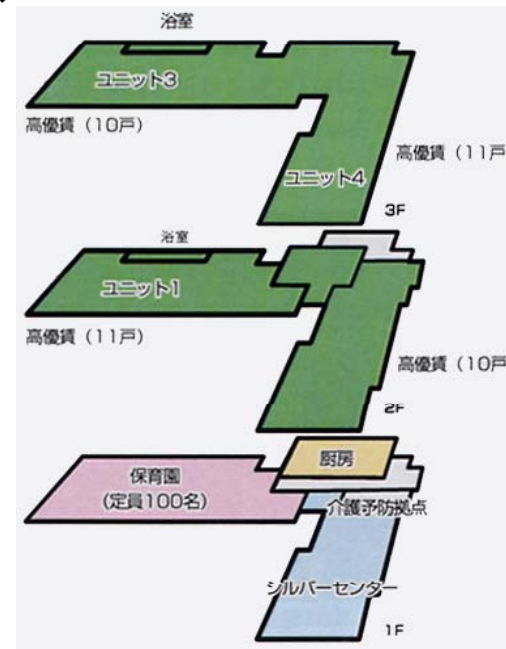 浴室
ユニット3
高優賃（10戸）
高優賃（11戸
ユニット4
3F
浴室
ユニット1
高優賃（11戸）
高優賃（10戸
2F
厨房
保育園
(定員100名)
介護予防拠点
シルバーセンター
1F